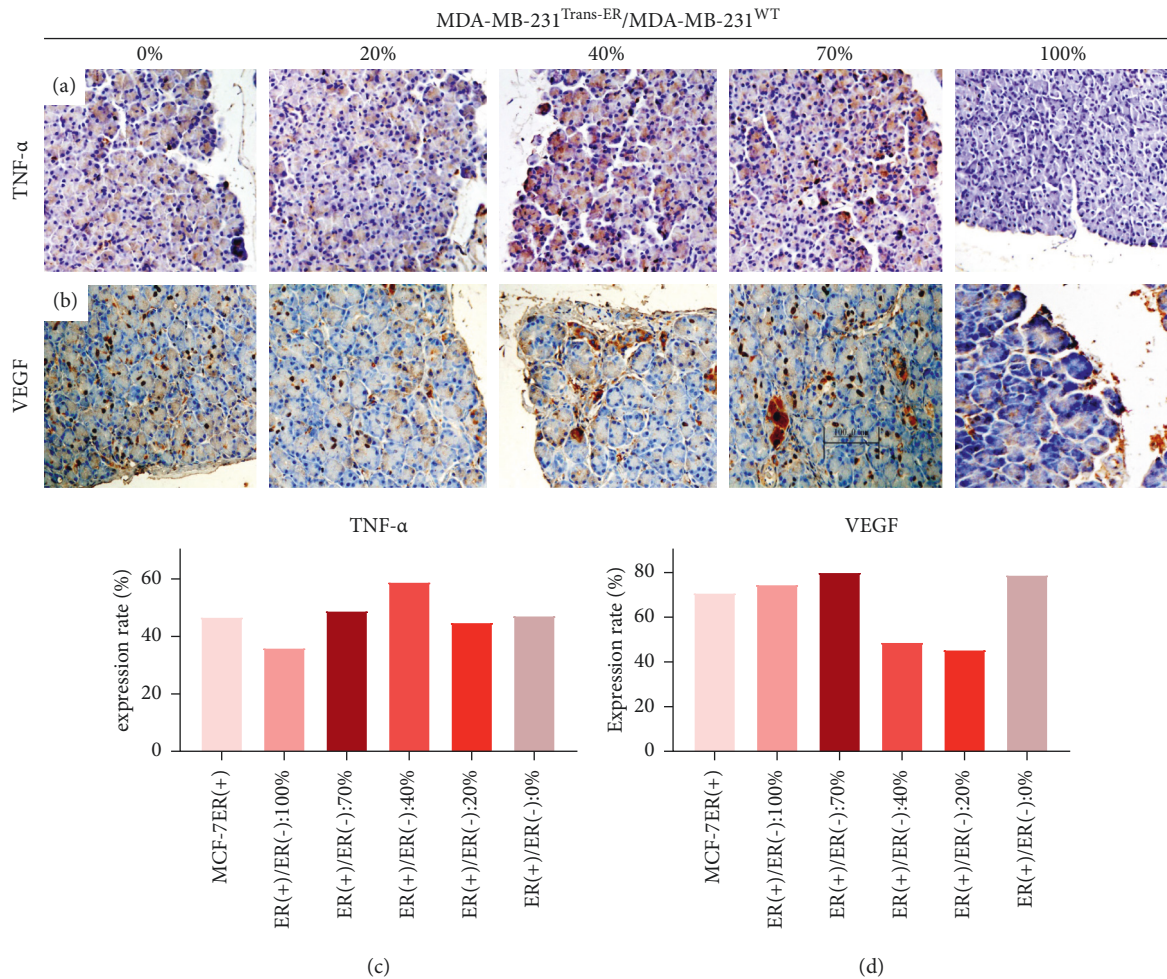 MDA-MB-231Trans-ER/MDA-MB-231WT
0% 20% 40% 70% 100%
(a)
TNF-α
(b)
VEGF
TNF-α
expression rate (%)
60
40
20
0
MCF-7ER(+)
ER(+)/ER(-):100%
ER(+)/ER(-)::70%
ER(+)/ER(-):40%
ER(+)/ER(-):20%
ER(+)/ER(-):0%
(c)
VEGF
Expression rate (%)
80
60
40
20
0
MCF-7ER(+)
ER(+)/ER(-):100%
ER(+)/ER(-):70%
ER(+)/ER(-):40%
ER(+)/ER(-):20%
ER(+)/ER(-):0%
(d)